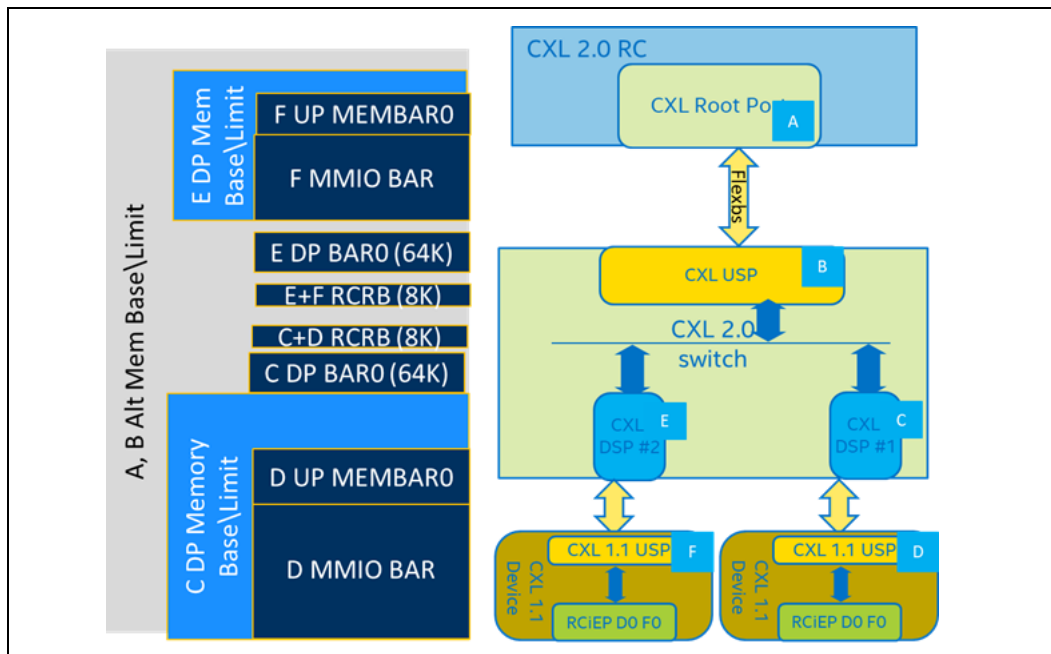 A, B Alt Mem Base\Limit
E DP Mem
Base\Limit
F UP MEMBAR0
F MMIO BAR
E DP BAR0 (64K)
E+F RCRB (8K)
C+D RCRB (8K)
C DP BAR0 (64K)
C DP Memory
Base\Limit
D UP MEMBAR0
D MMIO BAR
CXL 2.0 RC
CXL Root Po
A
Flexbs
CXL USP
B
CXL 2.0
switch
CXL
DSP #2
E
CXL
DSP #1
C
CXL 1.1 USP
F
CXL 1.1
Device
RCiEP D0 F0
CXL 1.1 USP
D
CXL 1.1
Device
RCiEP D0 F0